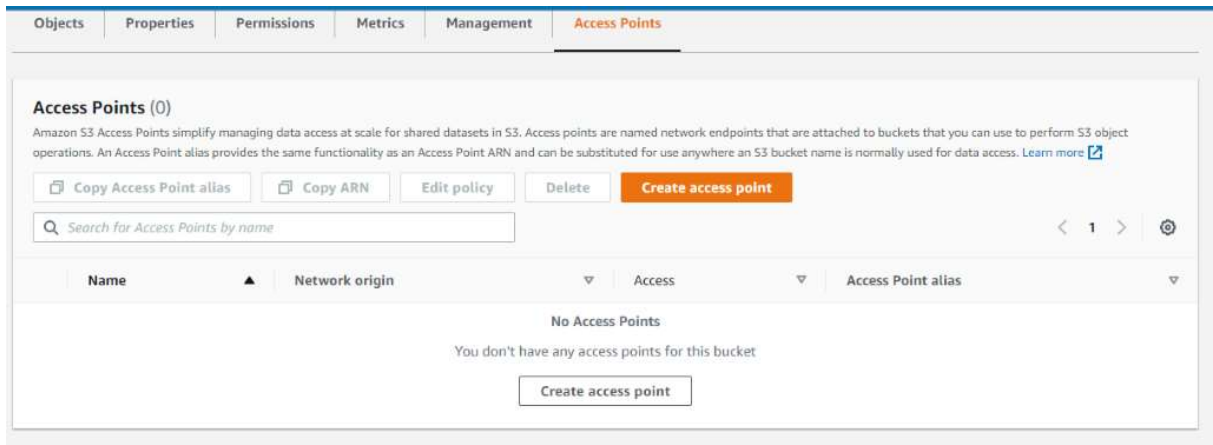 Objects Properties Permissions Metrics Management Access Points
Access Points (0)
Amazon S3 Access Points simplify managing data access at scale for shared datasets in S3. Access points are named network endpoints that are attached to buckets that you can use to perform S3 object
operations. An Access Point alias provides the same functionality as an Access Point ARN and can be substituted for use anywhere an S3 bucket name is normally used for data access. Learn more
Copy Access Point alias Copy ARN Edit policy Delete Create access point
Search for Access Points by name 1
Name Network origin Access Access Point alias
No Access Points
You don't have any access points for this bucket
Create access point